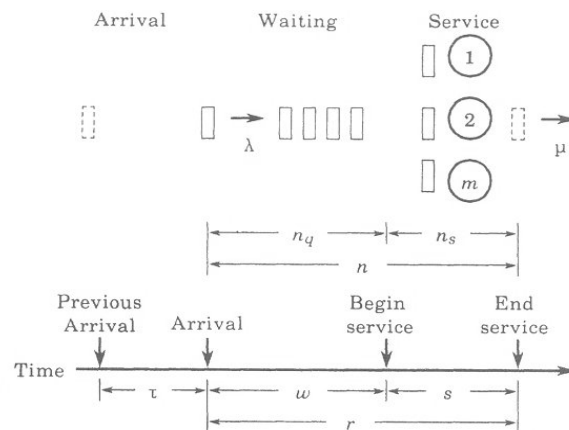 Arrival Waiting Service
1
λ 2 μ
m
n_q n_s
n
Previous Arrival
Arrival
Begin service
End service
Time
τ w s
r